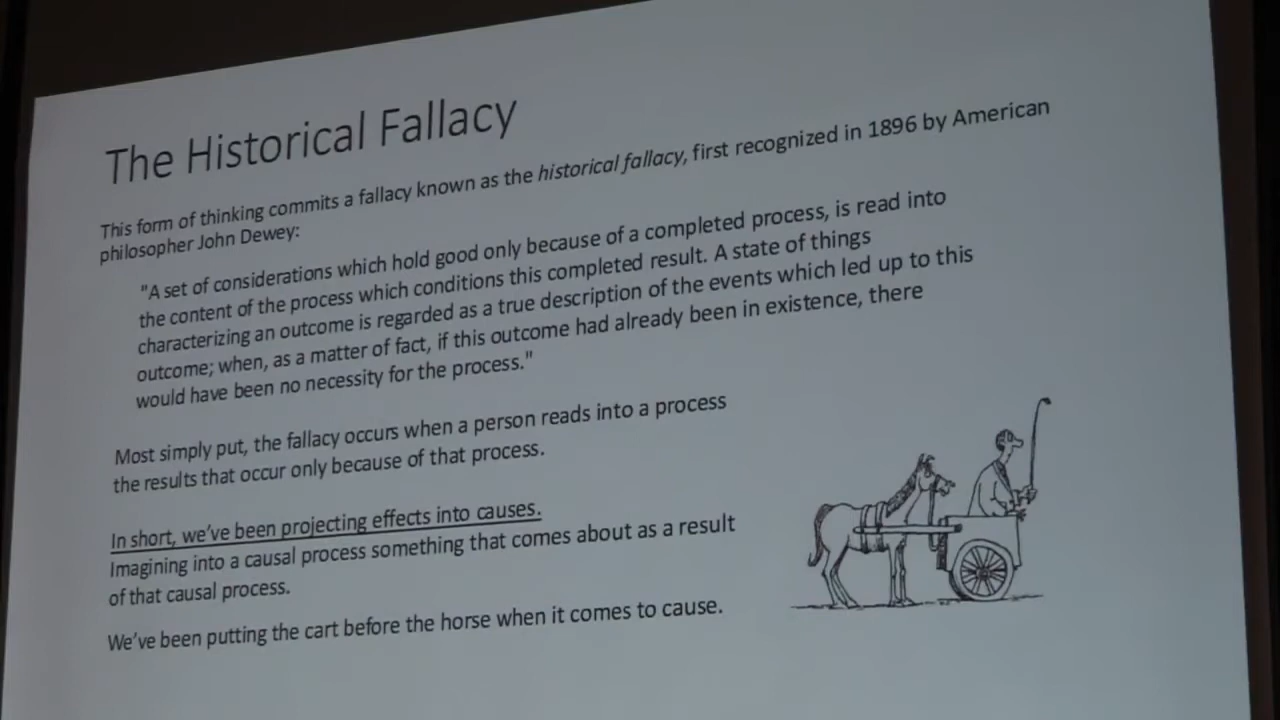 The Historical Fallacy
This form of thinking commits a fallacy known as the historical fallacy, first recognized in 1896 by American
philosopher John Dewey:
"A set of considerations which hold good only because of a completed process, is read into
the content of the process which conditions this completed result. A state of things
characterizing an outcome is regarded as a true description of the events which led up to this
outcome; when, as a matter of fact, if this outcome had already been in existence, there
would have been no necessity for the process."
Most simply put, the fallacy occurs when a person reads into a process
the results that occur only because of that process.
In short, we've been projecting effects into causes.
Imagining into a causal process something that comes about as a result
of that causal process.
We've been putting the cart before the horse when it comes to cause.